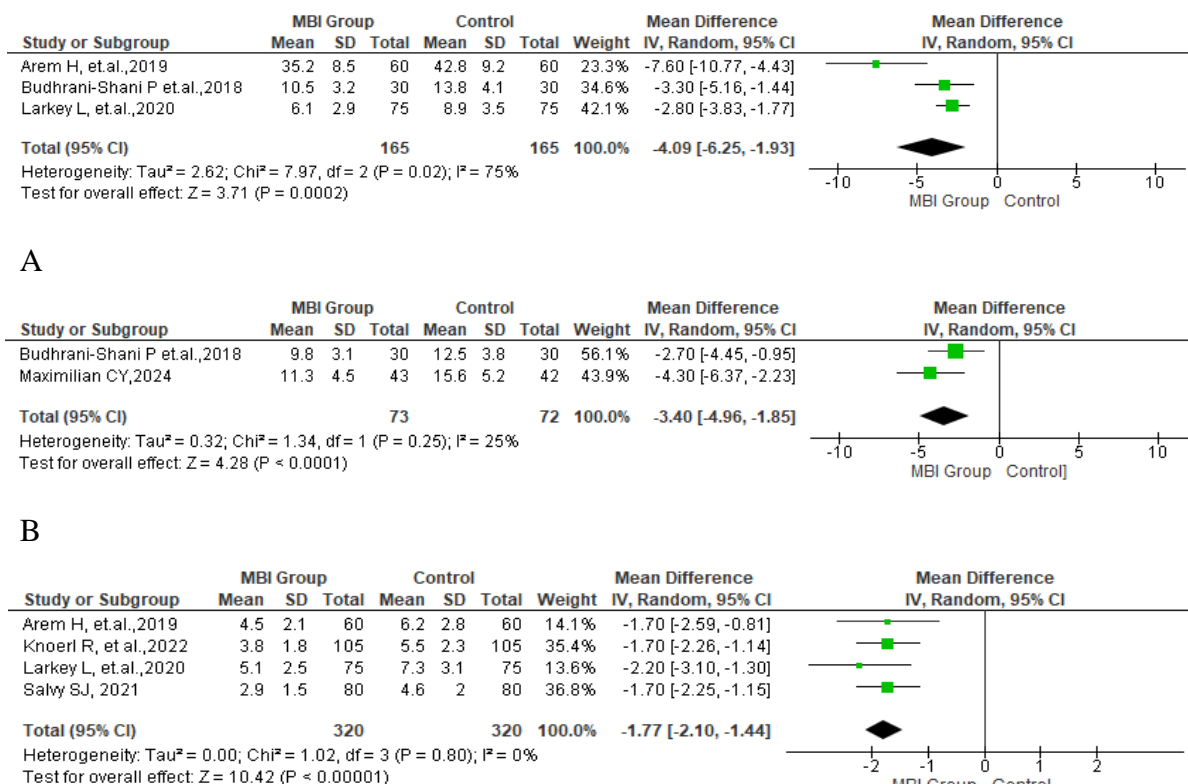 MBI Group Control Mean Difference Mean Difference
Study or Subgroup Mean SD Total Mean SD Total Weight IV, Random, 95% CI IV, Random, 95% CI
Arem H, et.al.,2019 35.2 8.5 60 42.8 9.2 60 23.3% -7.60 [-10.77, -4.43]
Budhrani-Shani P et.al.,2018 10.5 3.2 30 13.8 4.1 30 34.6% -3.30 [-5.16, -1.44]
Larkey L, et.al.,2020 6.1 2.9 75 8.9 3.5 75 42.1% -2.80 [-3.83, -1.77]
Total (95% CI) 165 165 100.0% -4.09 [-6.25, -1.93]
Heterogeneity: Tau² = 2.62; Chi² = 7.97, df = 2 (P = 0.02); I² = 75%
Test for overall effect: Z = 3.71 (P = 0.0002)
-10 -5 0 5 10
MBI Group Control
A
MBI Group Control Mean Difference Mean Difference
Study or Subgroup Mean SD Total Mean SD Total Weight IV, Random, 95% CI IV, Random, 95% CI
Budhrani-Shani P et.al.,2018 9.8 3.1 30 12.5 3.8 30 56.1% -2.70 [-4.45, -0.95]
Maximilian CY,2024 11.3 4.5 43 15.6 5.2 42 43.9% -4.30 [-6.37, -2.23]
Total (95% CI) 73 72 100.0% -3.40 [-4.96, -1.85]
Heterogeneity: Tau² = 0.32; Chi² = 1.34, df = 1 (P = 0.25); I² = 25%
Test for overall effect: Z = 4.28 (P < 0.0001)
-10 -5 0 5 10
MBI Group Control]
B
MBI Group Control Mean Difference Mean Difference
Study or Subgroup Mean SD Total Mean SD Total Weight IV, Random, 95% CI IV, Random, 95% CI
Arem H, et.al.,2019 4.5 2.1 60 6.2 2.8 60 14.1% -1.70 [-2.59, -0.81]
Knoerl R, et al.,2022 3.8 1.8 105 5.5 2.3 105 35.4% -1.70 [-2.26, -1.14]
Larkey L, et.al.,2020 5.1 2.5 75 7.3 3.1 75 13.6% -2.20 [-3.10, -1.30]
Salvy SJ, 2021 2.9 1.5 80 4.6 2 80 36.8% -1.70 [-2.25, -1.15]
Total (95% CI) 320 320 100.0% -1.77 [-2.10, -1.44]
Heterogeneity: Tau² = 0.00; Chi² = 1.02, df = 3 (P = 0.80); I² = 0%
Test for overall effect: Z = 10.42 (P < 0.00001)
-2 -1 0 1 2
MBI Group Control